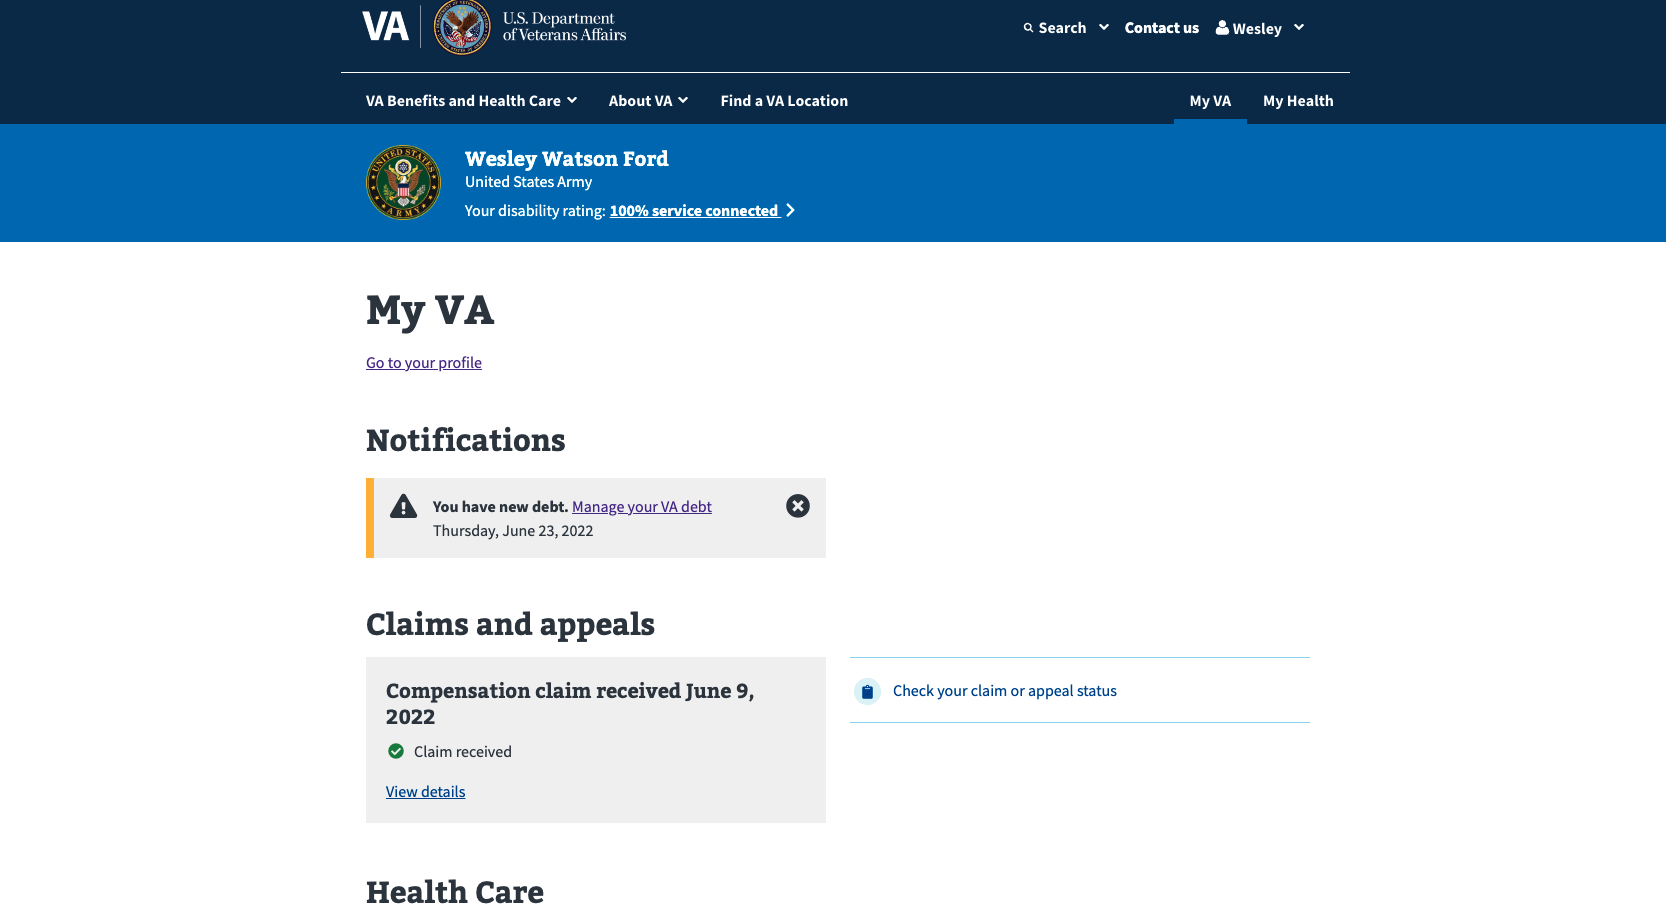 VA
U.S. Department
of Veterans Affairs
Search
Contact us
Wesley
VA Benefits and Health Care
About VA
Find a VA Location
My VA
My Health
UNITED STATES
ARMY
Wesley Watson Ford
United States Army
Your disability rating: 100% service connected
My VA
Go to your profile
Notifications
You have new debt. Manage your VA debt
Thursday, June 23, 2022
Claims and appeals
Compensation claim received June 9,
2022
Claim received
View details
Check your claim or appeal status
Health Care